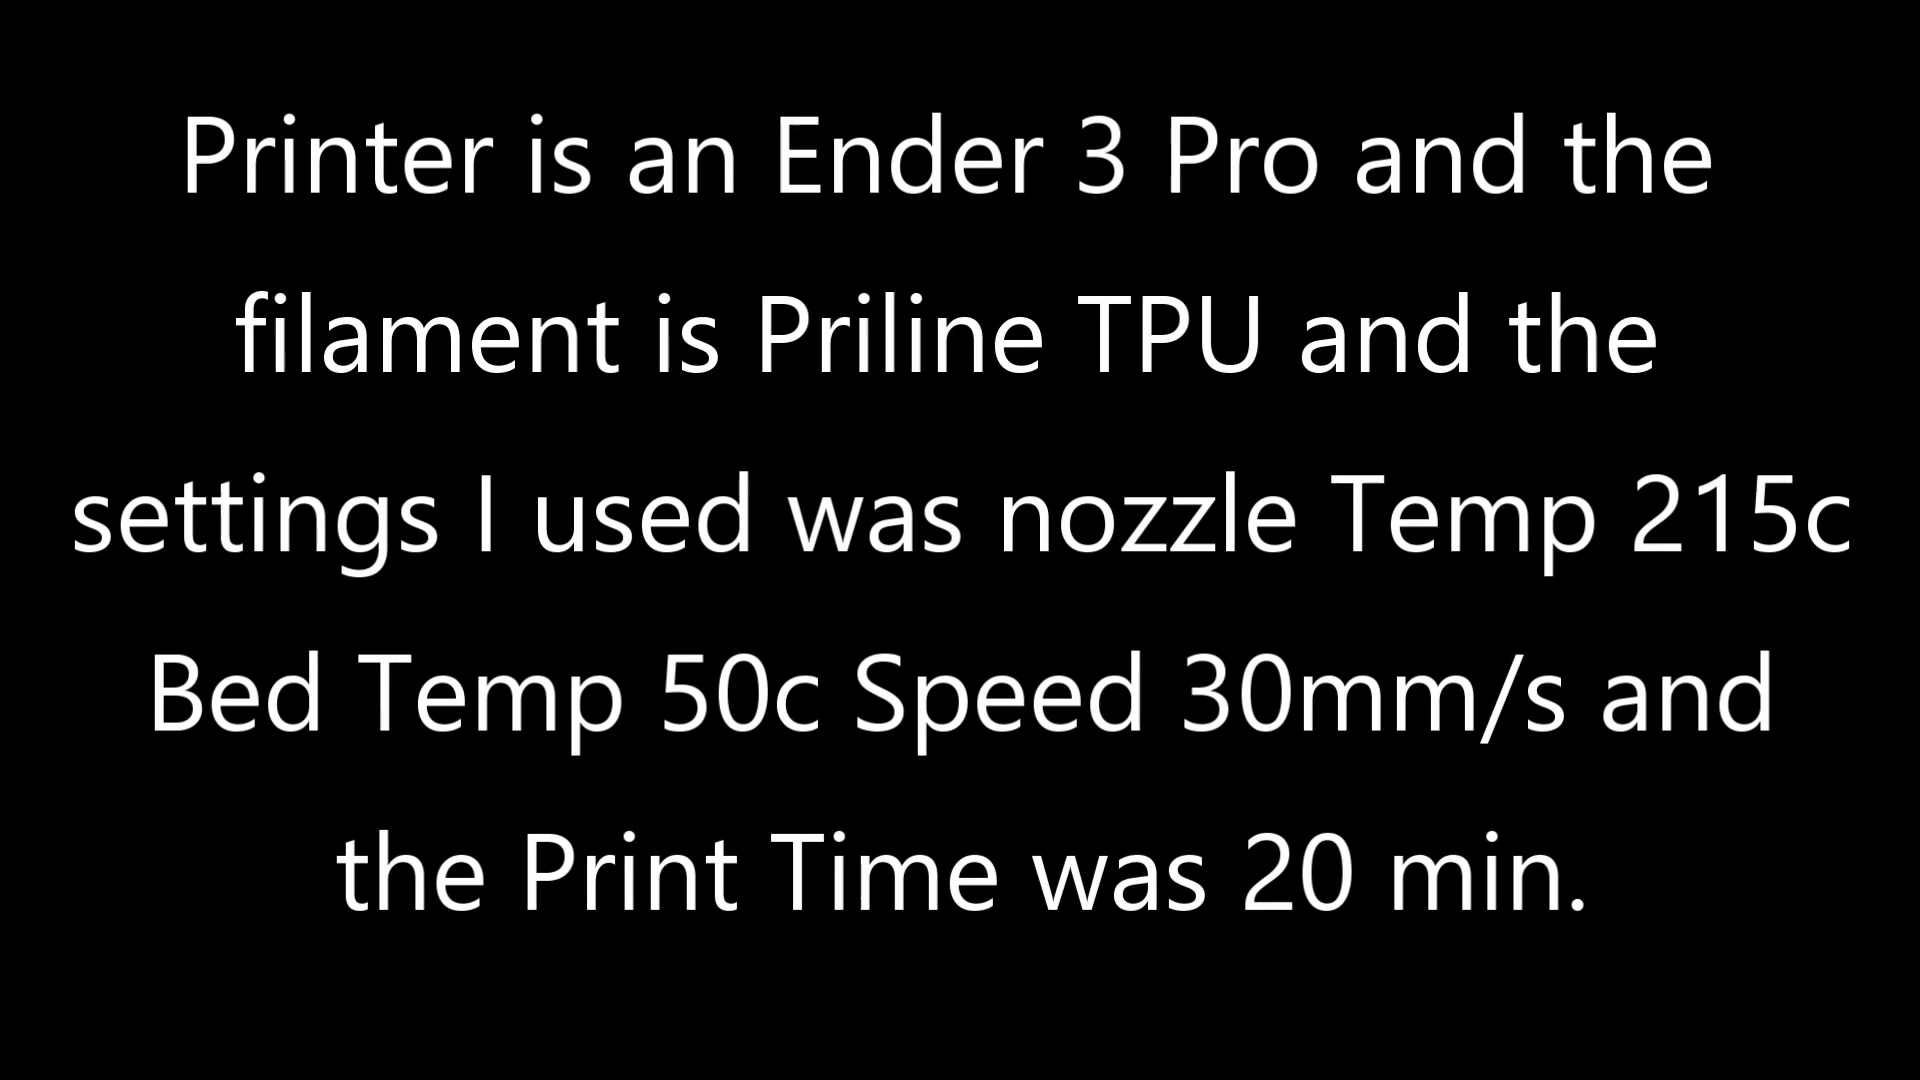 Printer is an Ender 3 Pro and the
filament is Priline TPU and the
settings I used was nozzle Temp 215c
Bed Temp 50c Speed 30mm/s and
the Print Time was 20 min.